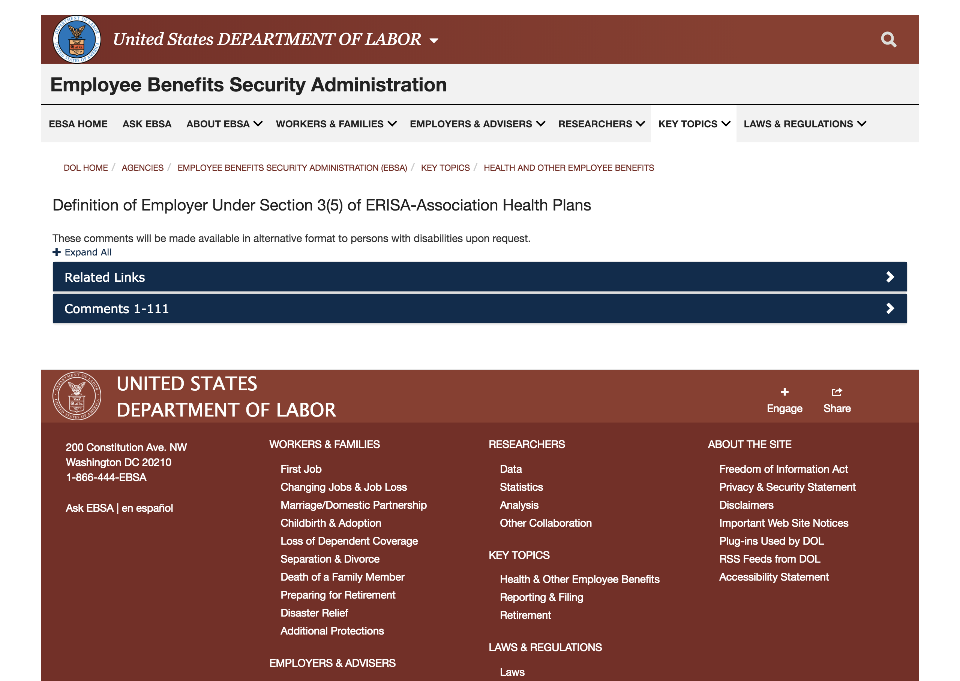 United States DEPARTMENT OF LABOR
Employee Benefits Security Administration
EBSA HOME ASK EBSA ABOUT EBSA WORKERS & FAMILIES EMPLOYERS & ADVISERS RESEARCHERS KEY TOPICS LAWS & REGULATIONS
DOL HOME / AGENCIES / EMPLOYEE BENEFITS SECURITY ADMINISTRATION (EBSA) / KEY TOPICS / HEALTH AND OTHER EMPLOYEE BENEFITS
Definition of Employer Under Section 3(5) of ERISA-Association Health Plans
These comments will be made available in alternative format to persons with disabilities upon request.
Expand All
Related Links
Comments 1-111
UNITED STATES
DEPARTMENT OF LABOR
Engage Share
200 Constitution Ave. NW
Washington DC 20210
1-866-444-EBSA
Ask EBSA | en español
WORKERS & FAMILIES
First Job
Changing Jobs & Job Loss
Marriage/Domestic Partnership
Childbirth & Adoption
Loss of Dependent Coverage
Separation & Divorce
Death of a Family Member
Preparing for Retirement
Disaster Relief
Additional Protections
EMPLOYERS & ADVISERS
RESEARCHERS
Data
Statistics
Analysis
Other Collaboration
KEY TOPICS
Health & Other Employee Benefits
Reporting & Filing
Retirement
LAWS & REGULATIONS
Laws
ABOUT THE SITE
Freedom of Information Act
Privacy & Security Statement
Disclaimers
Important Web Site Notices
Plug-ins Used by DOL
RSS Feeds from DOL
Accessibility Statement